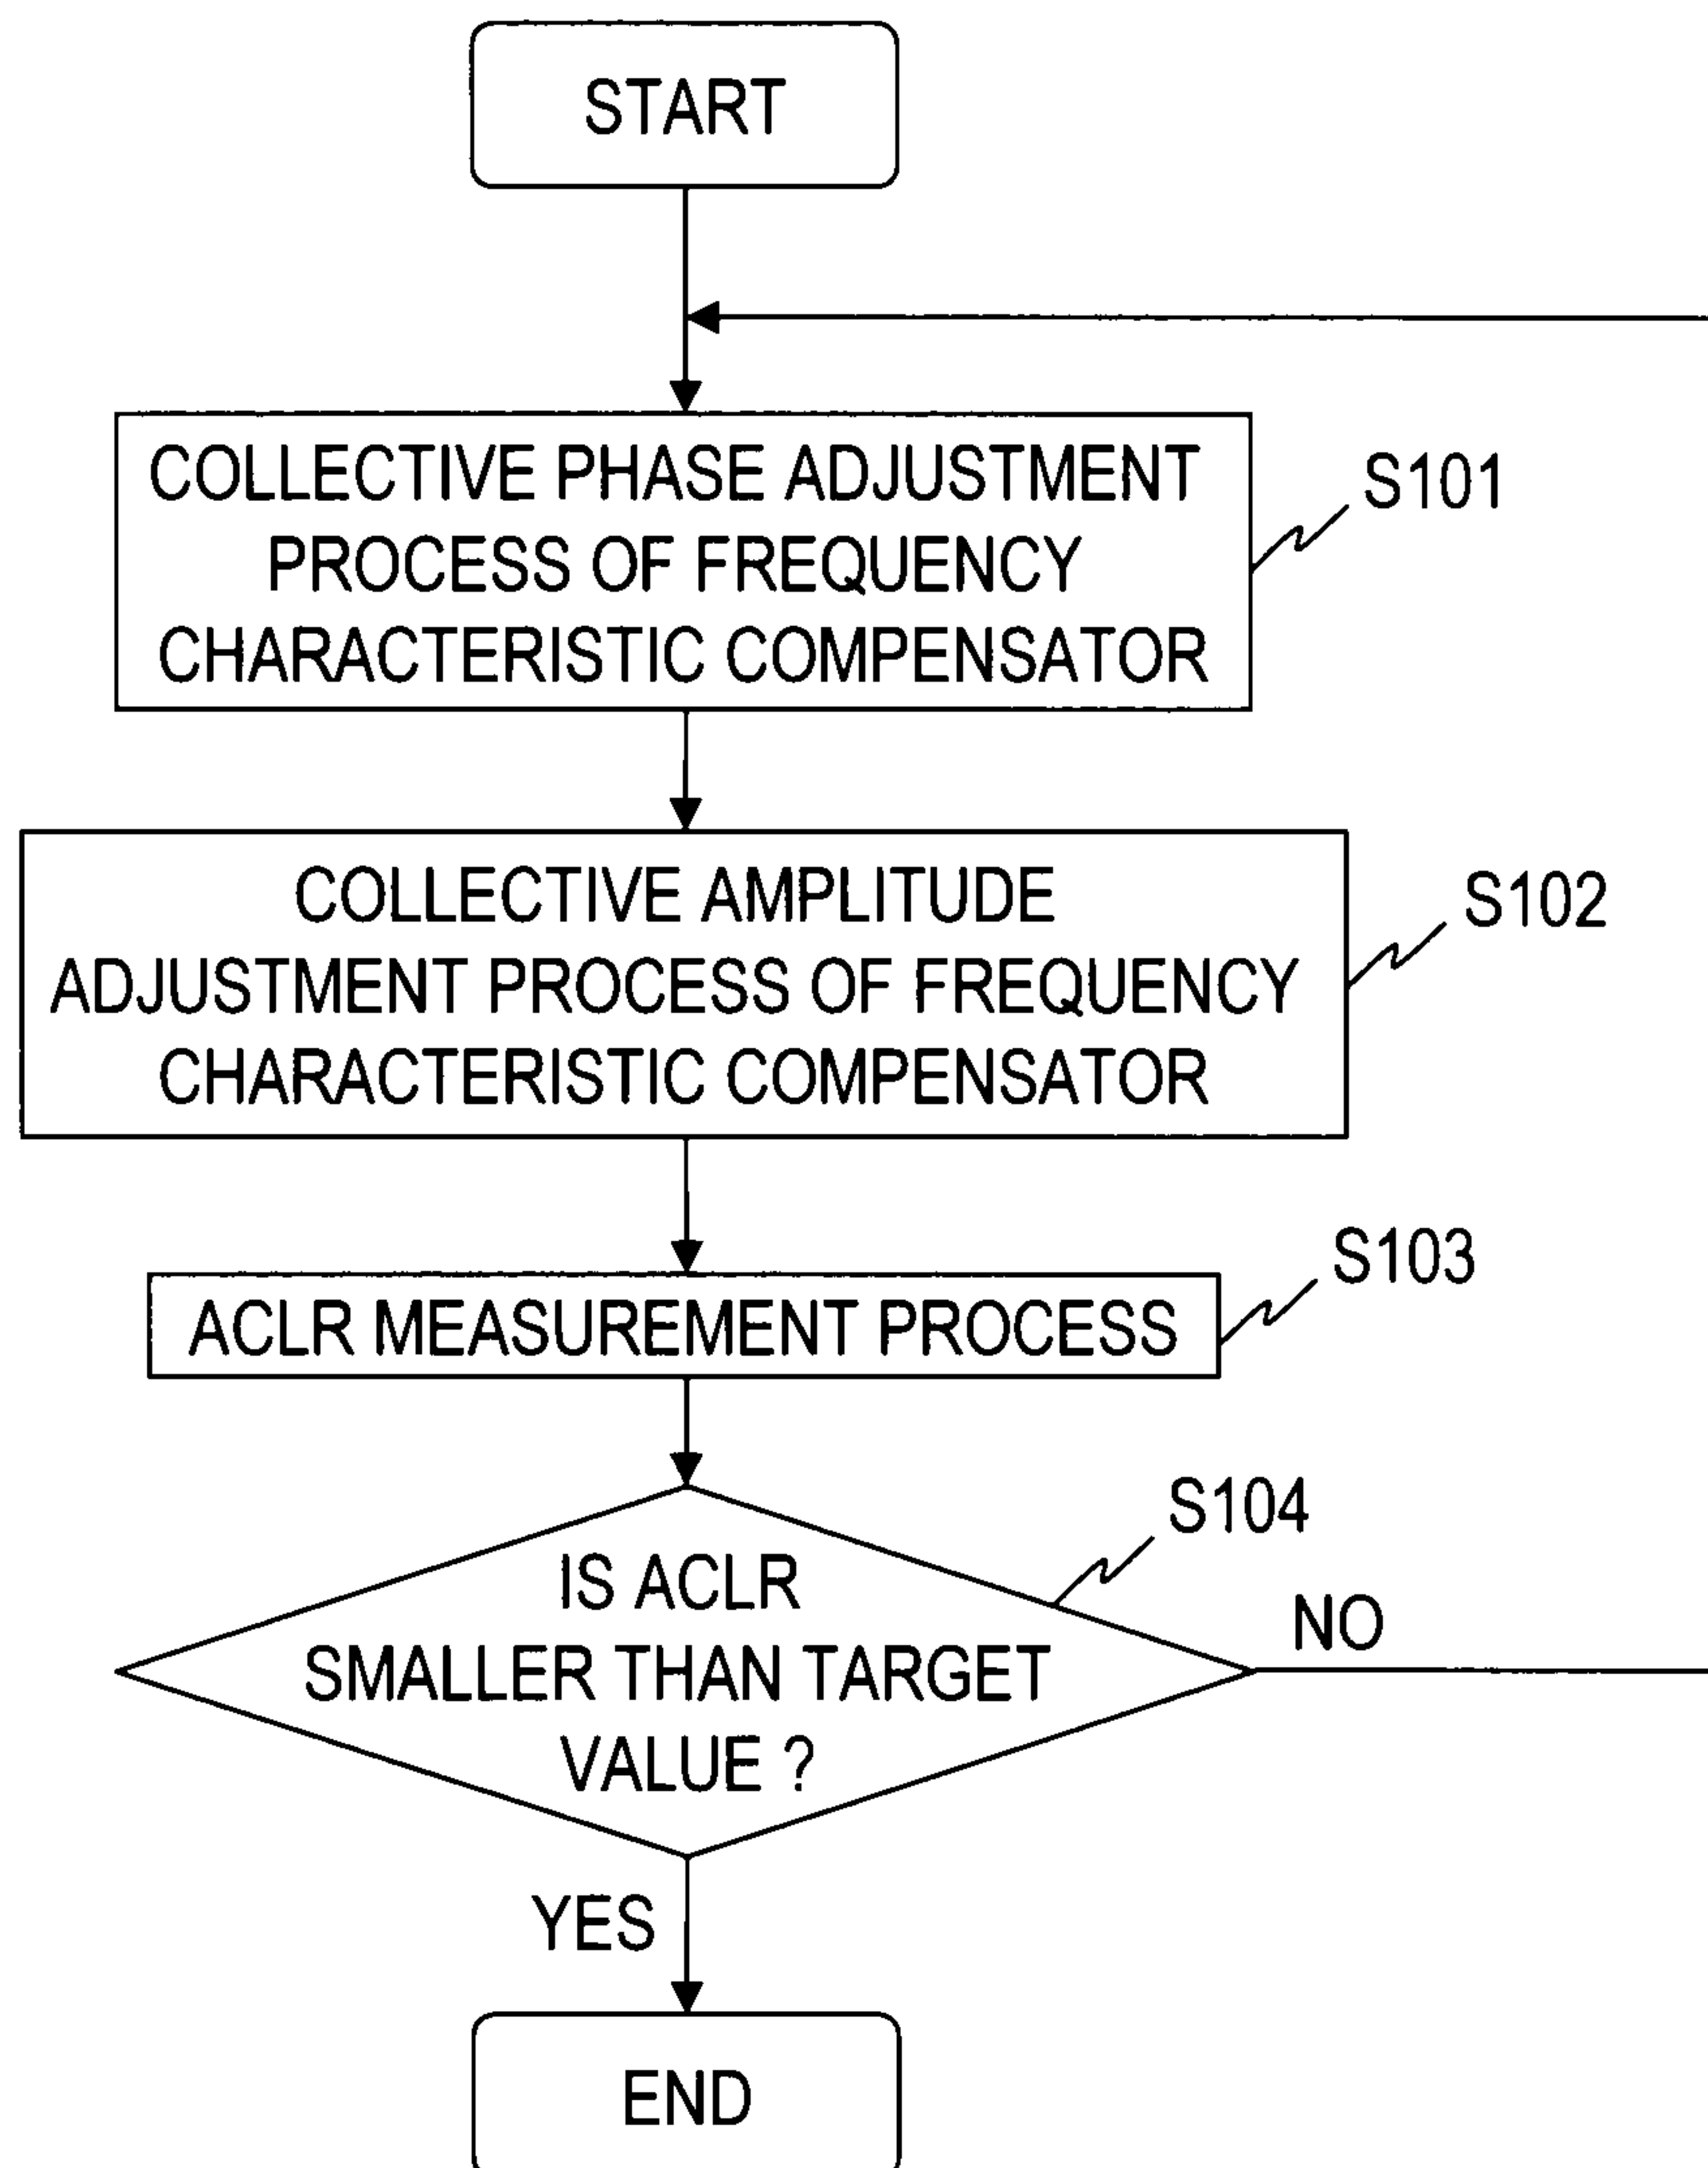 START
COLLECTIVE PHASE ADJUSTMENT
PROCESS OF FREQUENCY
CHARACTERISTIC COMPENSATOR
S101
COLLECTIVE AMPLITUDE
ADJUSTMENT PROCESS OF FREQUENCY
CHARACTERISTIC COMPENSATOR
S102
ACLR MEASUREMENT PROCESS
S103
IS ACLR
SMALLER THAN TARGET
VALUE ?
S104
NO
YES
END